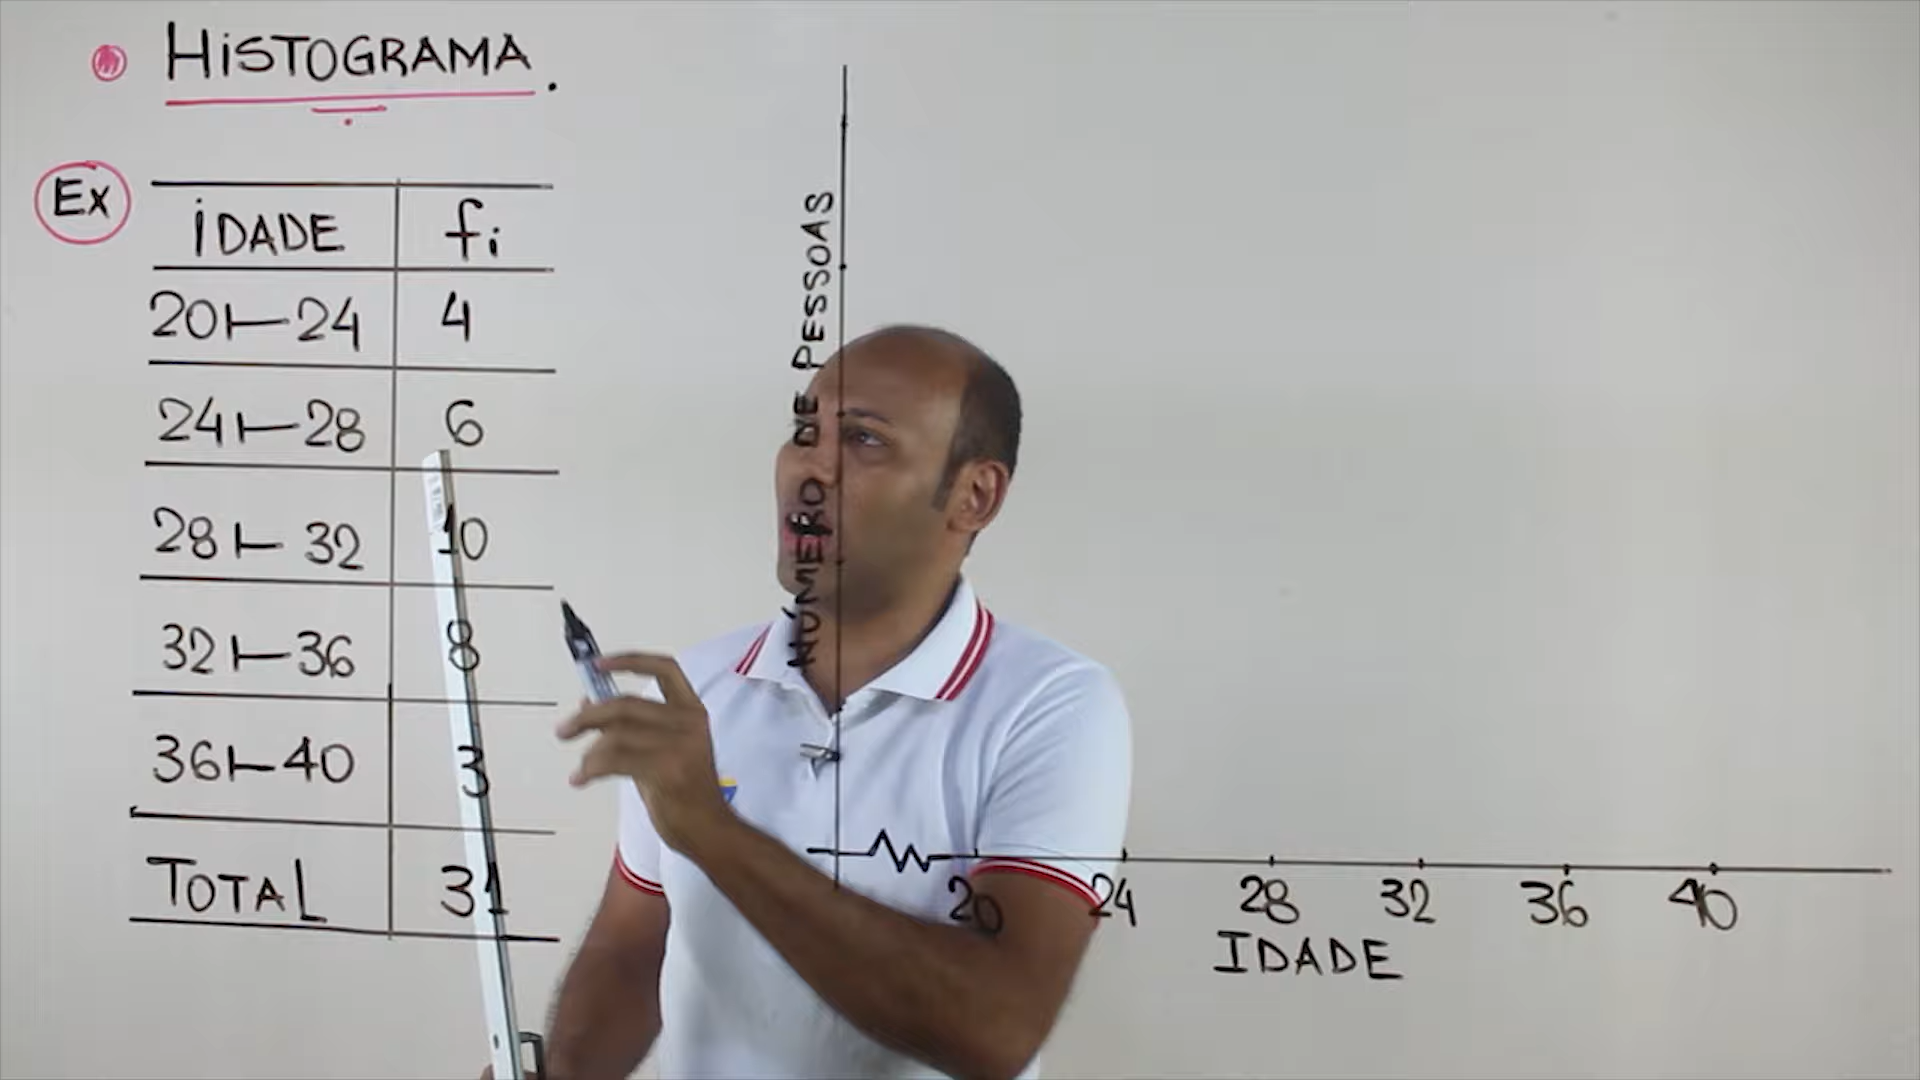 HISTOGRAMA.
Ex
IDADE fi
20⊢24 4
24⊢28 6
28⊢32 10
32⊢36 8
36⊢40 3
TOTAL 31
NÚMERO DE PESSOAS
20 24 28 32 36 40
IDADE